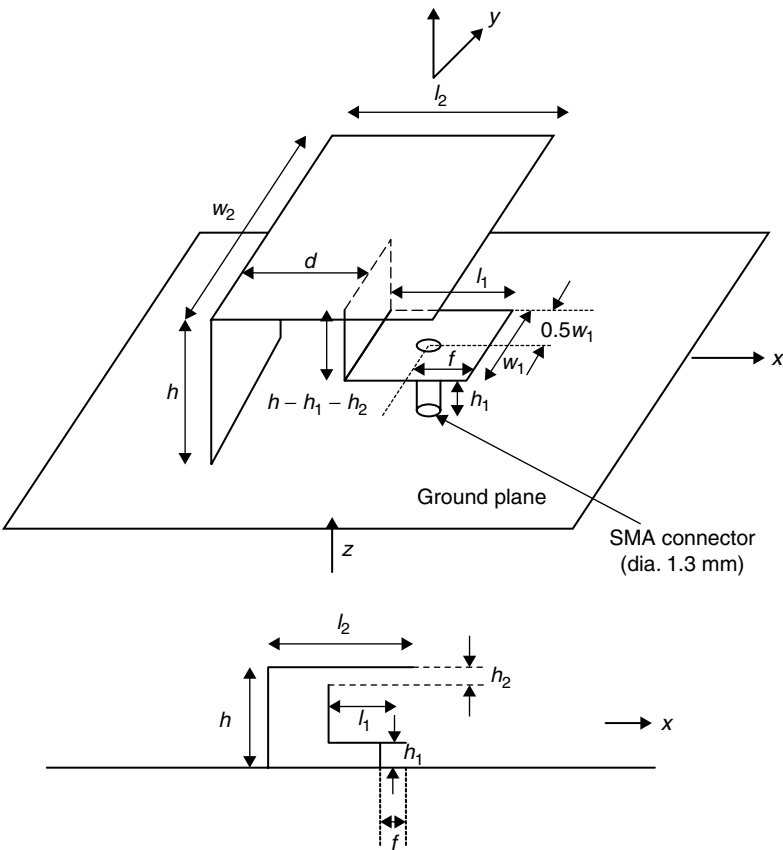 y
l₂
w₂
d
l₁
0.5w₁
x
f
w₁
h
h – h₁ – h₂
h₁
Ground plane
SMA connector
(dia. 1.3 mm)
z
l₂
h₂
h
l₁
x
h₁
f